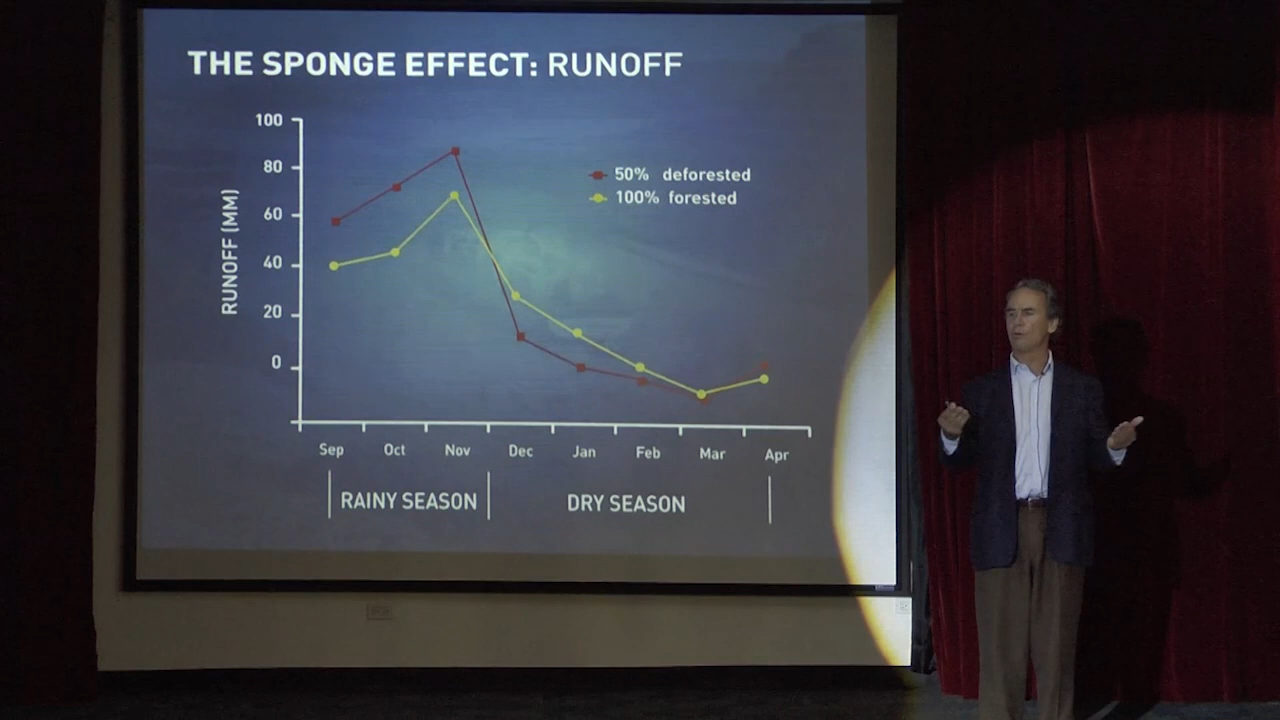 THE SPONGE EFFECT: RUNOFF
100
80
60
40
20
0
RUNOFF (MM)
50% deforested
100% forested
Sep Oct Nov Dec Jan Feb Mar Apr
RAINY SEASON DRY SEASON